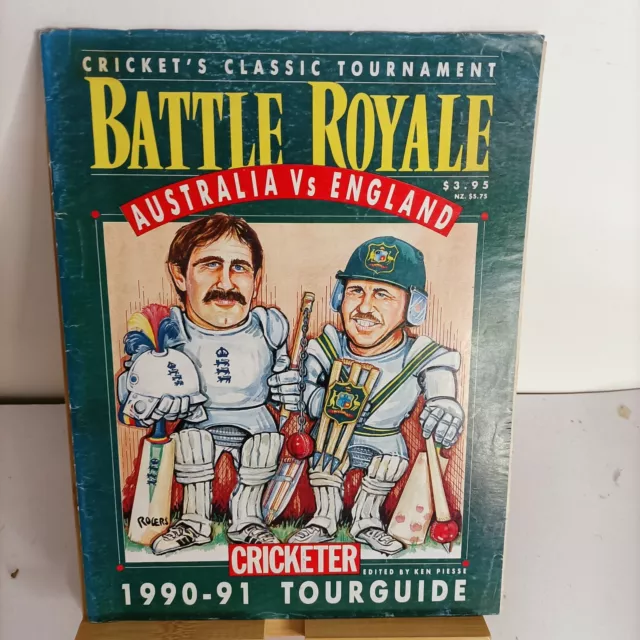 CRICKET'S CLASSIC TOURNAMENT
BATTLE ROYALE
$3.95
NZ. $5.75
AUSTRALIA Vs ENGLAND
ROGERS
CRICKETER
EDITED BY KEN PIESSE
1990-91 TOURGUIDE